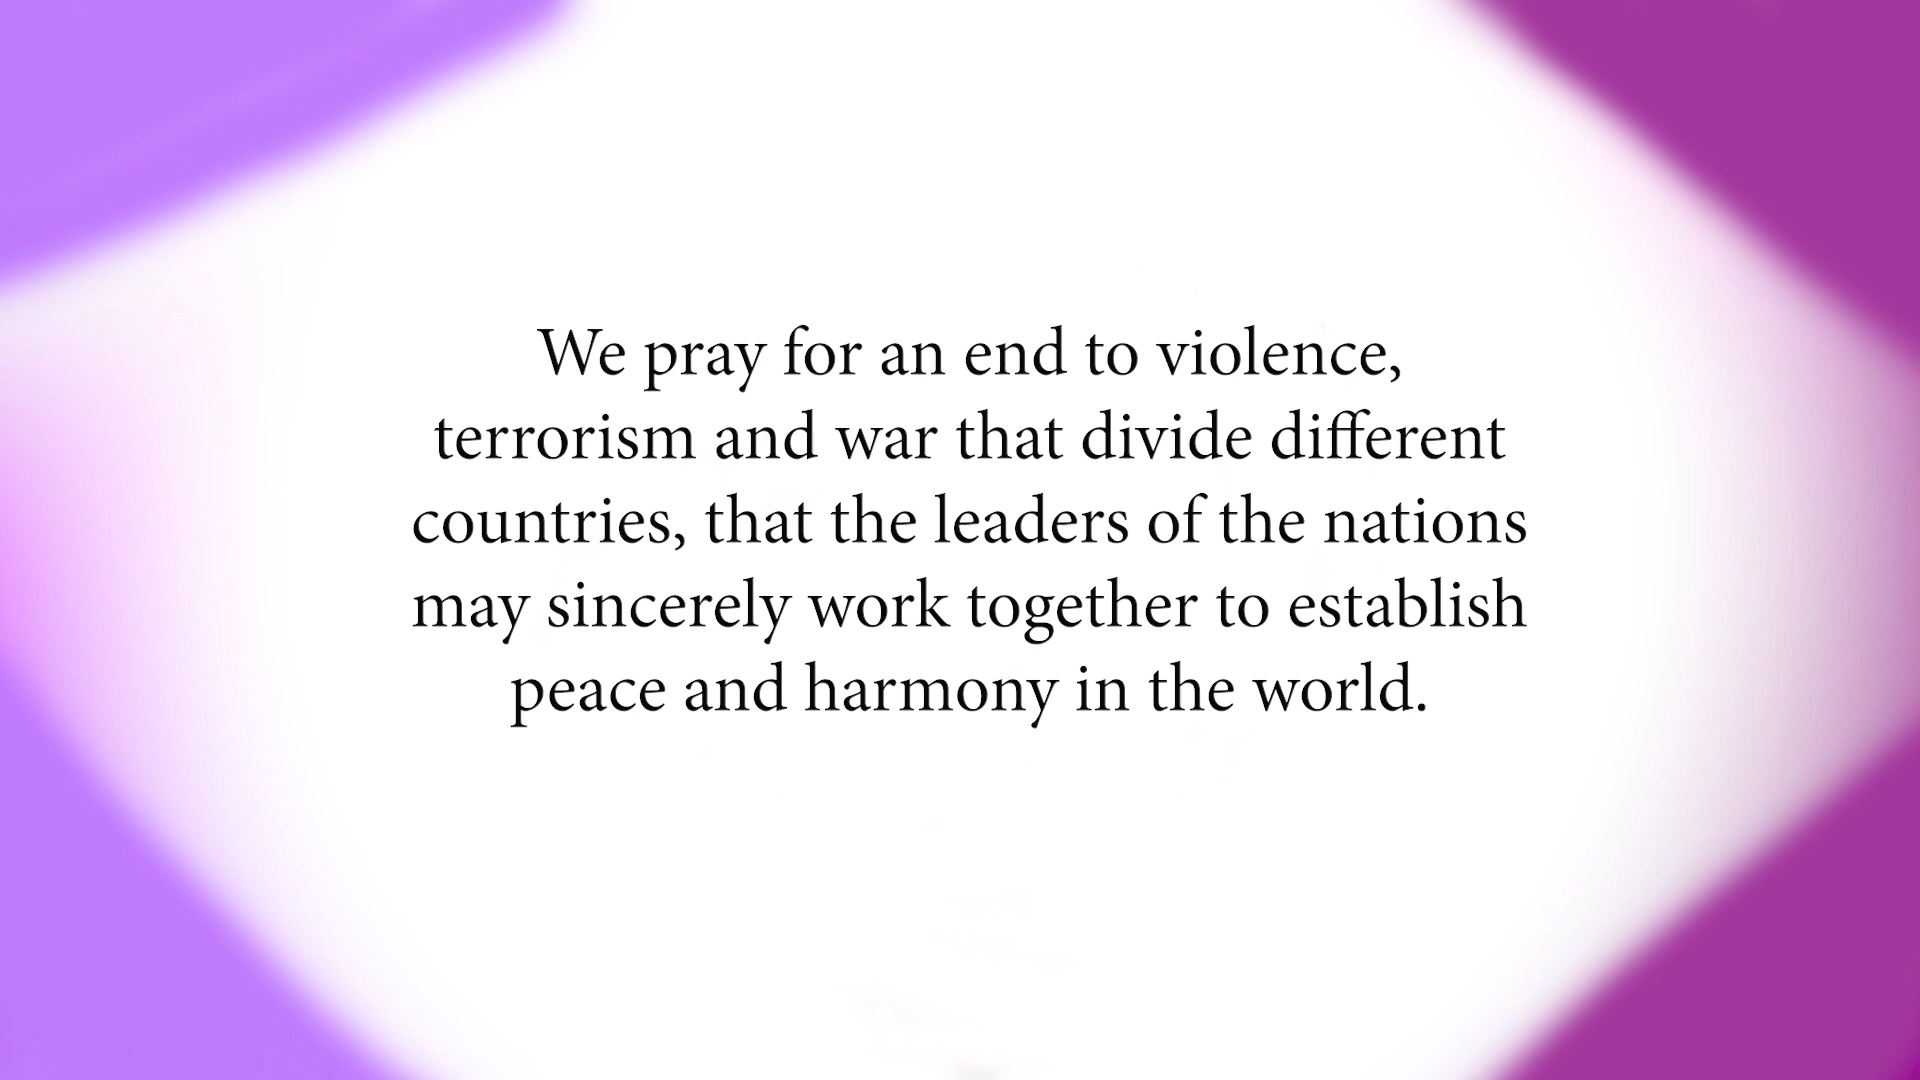 We pray for an end to violence,
terrorism and war that divide different
countries, that the leaders of the nations
may sincerely work together to establish
peace and harmony in the world.